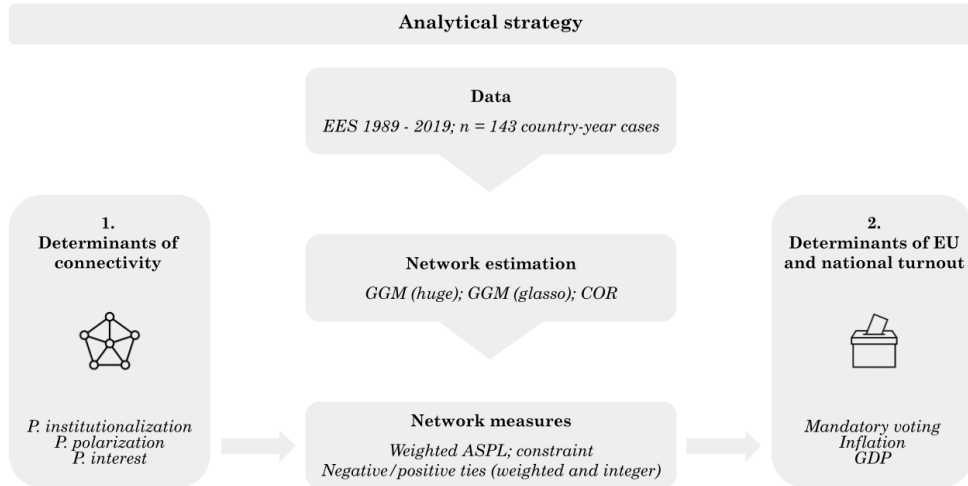 Analytical strategy
Data
EES 1989 - 2019; n = 143 country-year cases
1.
Determinants of
connectivity
P. institutionalization
P. polarization
P. interest
Network estimation
GGM (huge); GGM (glasso); COR
Network measures
Weighted ASPL; constraint
Negative/positive ties (weighted and integer)
2.
Determinants of EU
and national turnout
Mandatory voting
Inflation
GDP